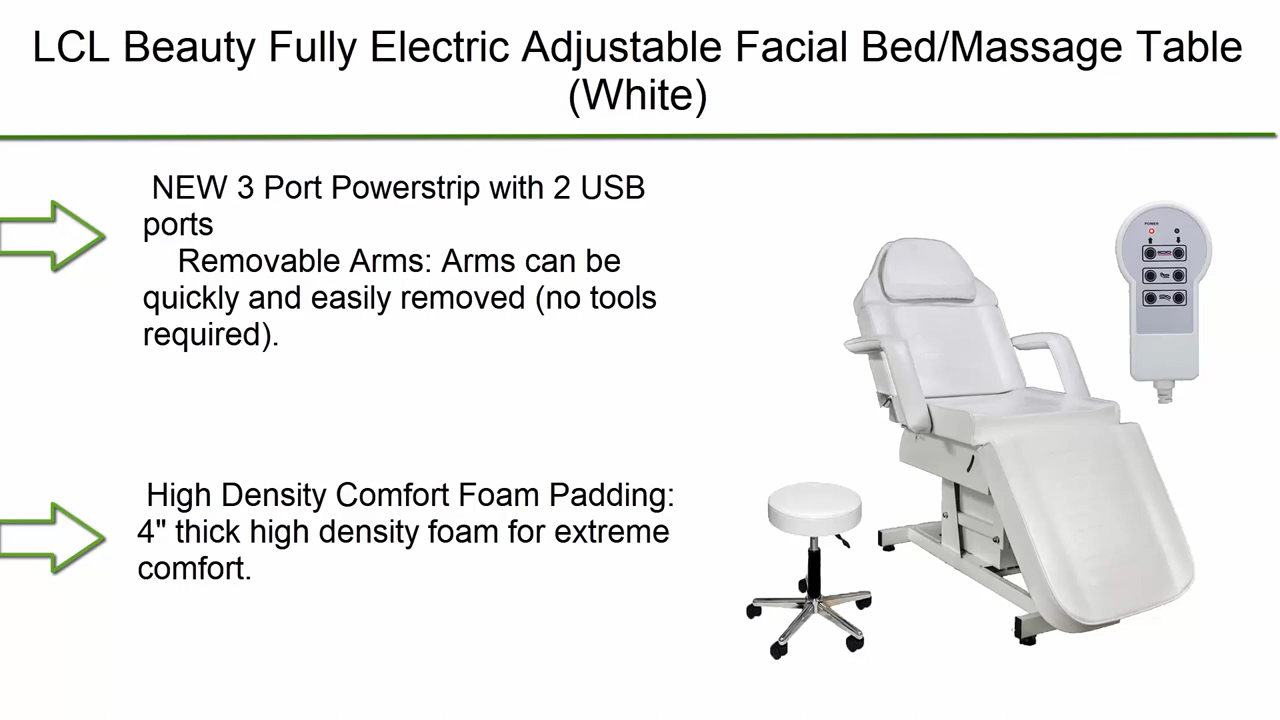 LCL Beauty Fully Electric Adjustable Facial Bed/Massage Table
(White)
NEW 3 Port Powerstrip with 2 USB
ports
Removable Arms: Arms can be
quickly and easily removed (no tools
required).
High Density Comfort Foam Padding:
4" thick high density foam for extreme
comfort.
POWER